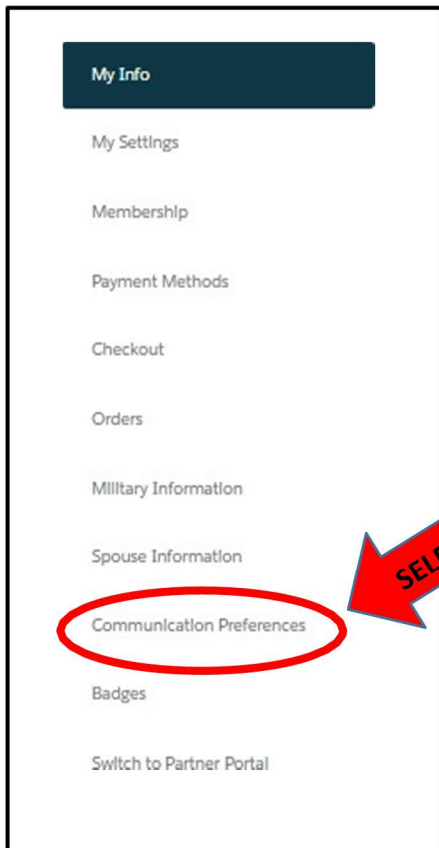 My Info
My Settings
Membership
Payment Methods
Checkout
Orders
Military Information
Spouse Information
Communication Preferences
Badges
Switch to Partner Portal